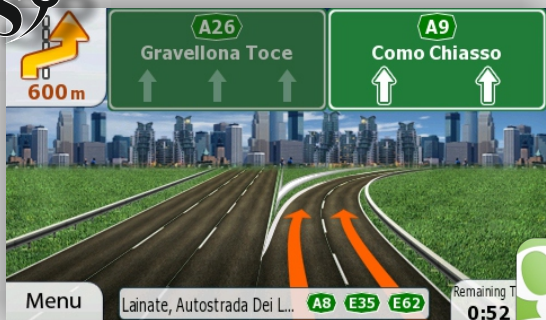 A26
Gravellona Toce
A9
Como Chiasso
600 m
Menu
Lainate, Autostrada Dei L...
A8
E35
E62
Remaining T
0:52